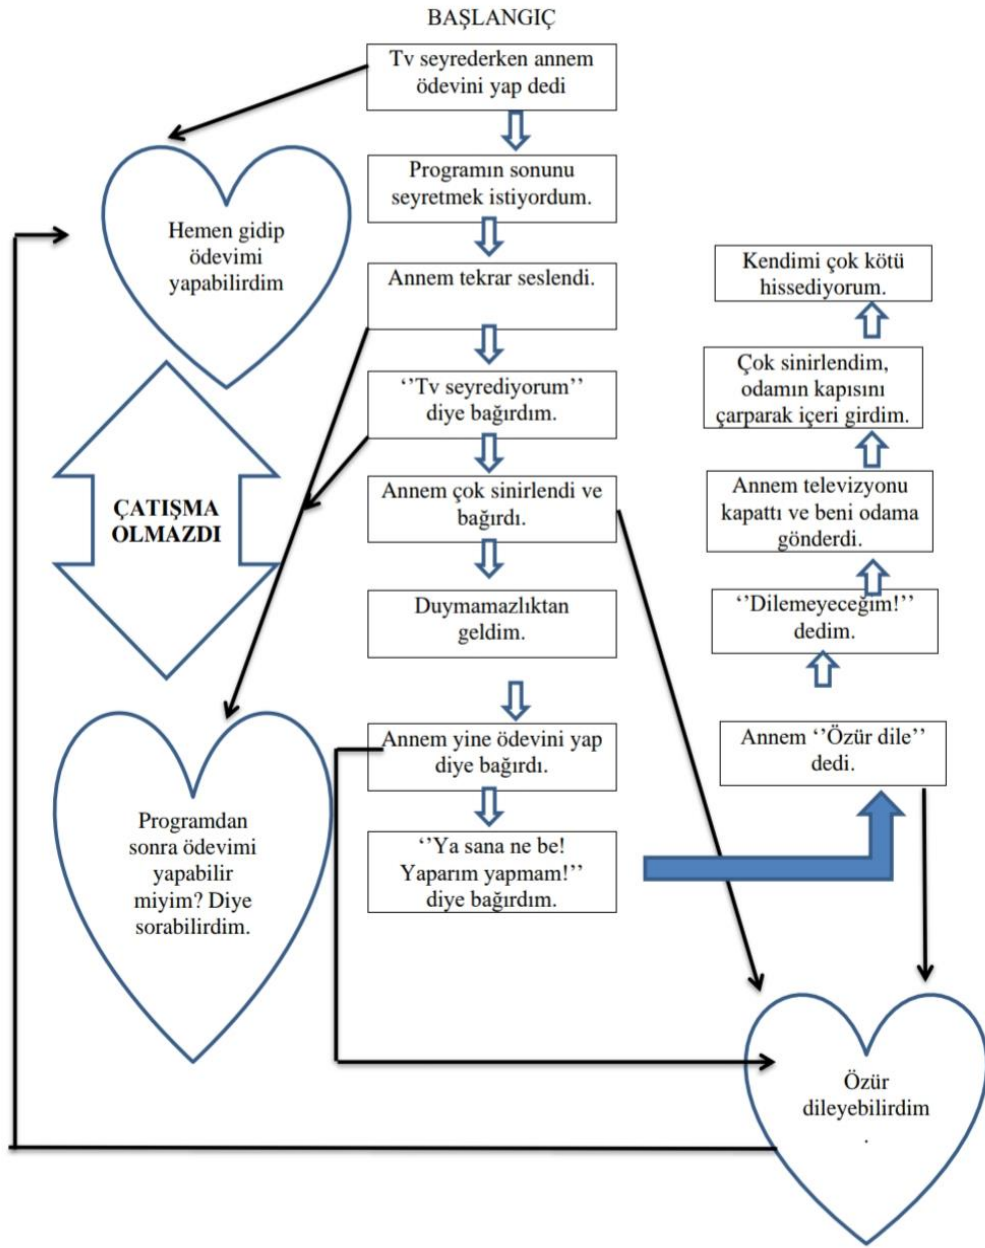 BAŞLANGIÇ
Tv seyrederken annem
ödevini yap dedi
Programın sonunu
seyretmek istiyordum.
Annem tekrar seslendi.
‘’Tv seyrediyorum’’
diye bağırdım.
Annem çok sinirlendi ve
bağırdı.
Duymamazlıktan
geldim.
Annem yine ödevini yap
diye bağırdı.
‘’Ya sana ne be!
Yaparım yapmam!’’
diye bağırdım.
Annem ‘’Özür dile’’
dedi.
‘’Dilemeyeceğim!’’
dedim.
Annem televizyonu
kapattı ve beni odama
gönderdi.
Çok sinirlendim,
odamın kapısını
çarparak içeri girdim.
Kendimi çok kötü
hissediyorum.
Hemen gidip
ödevimi
yapabilirdim
ÇATIŞMA
OLMAZDI
Programdan
sonra ödevimi
yapabilir
miyim? Diye
sorabilirdim.
Özür
dileyebilirdim
.